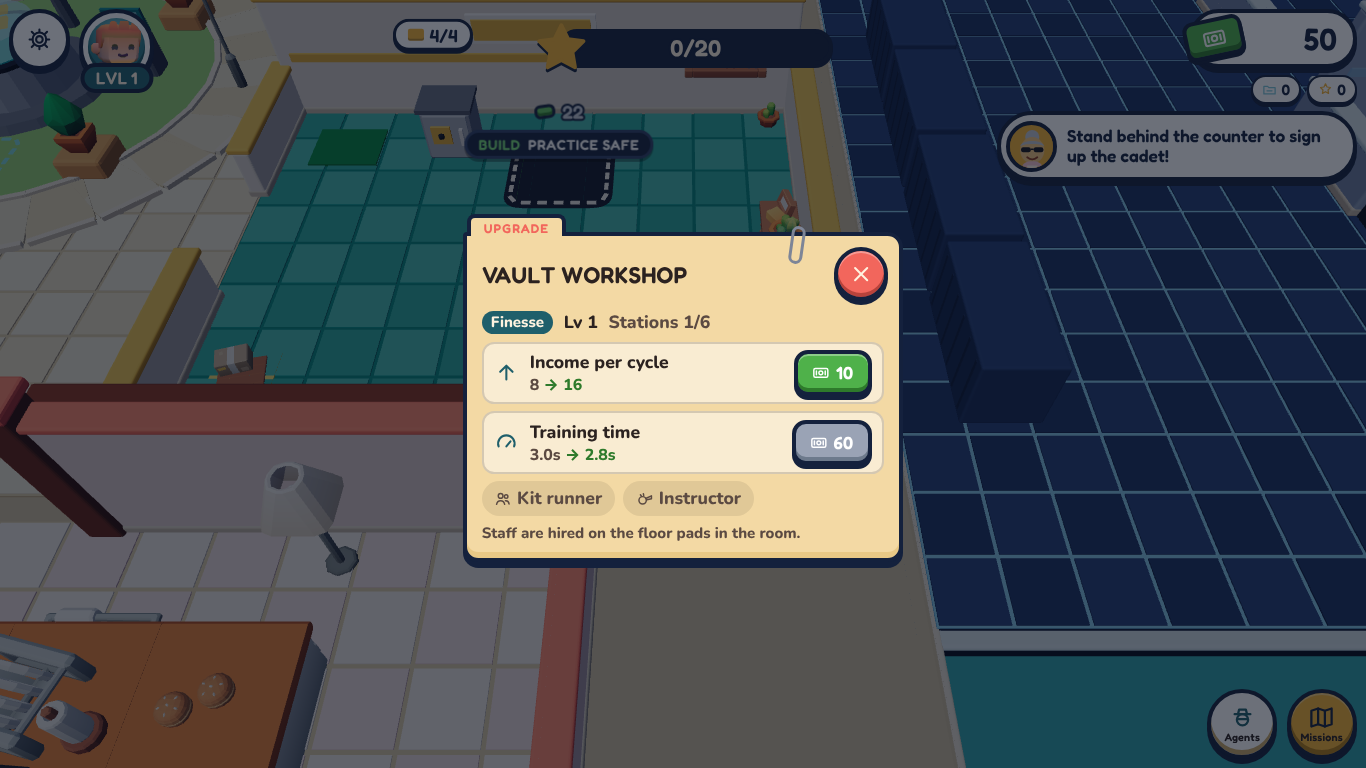 4/4
0/20
50
LVL 1
0
0
22
BUILD PRACTICE SAFE
Stand behind the counter to sign
up the cadet!
UPGRADE
VAULT WORKSHOP
Finesse Lv 1 Stations 1/6
Income per cycle
8 → 16
10
Training time
3.0s → 2.8s
60
Kit runner
Instructor
Staff are hired on the floor pads in the room.
Agents
Missions